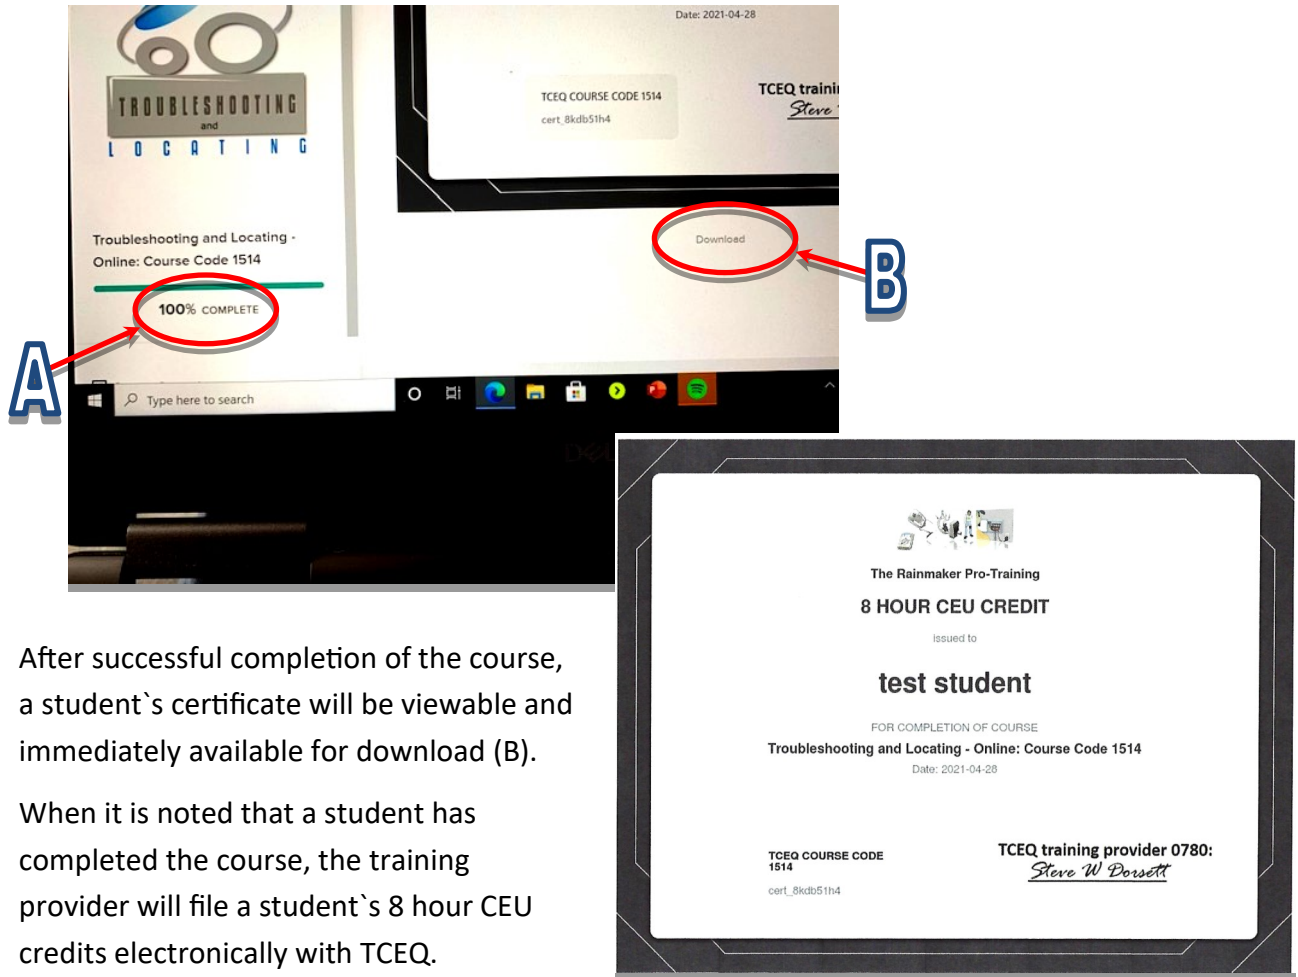 Date: 2021-04-28
TROUBLESHOOTING
and
LOCATING
TCEQ COURSE CODE 1514
cert_8kdb51h4
TCEQ
Steve
Troubleshooting and Locating -
Online: Course Code 1514
100% COMPLETE
Download
A
B
Type here to search
DELL
The Rainmaker Pro-Training
8 HOUR CEU CREDIT
issued to
test student
FOR COMPLETION OF COURSE
Troubleshooting and Locating - Online: Course Code 1514
Date: 2021-04-28
TCEQ COURSE CODE
1514
cert_8kdb51h4
TCEQ training provider 0780:
Steve W Dorsett
After successful completion of the course,
a student`s certificate will be viewable and
immediately available for download (B).
When it is noted that a student has
completed the course, the training
provider will file a student`s 8 hour CEU
credits electronically with TCEQ.